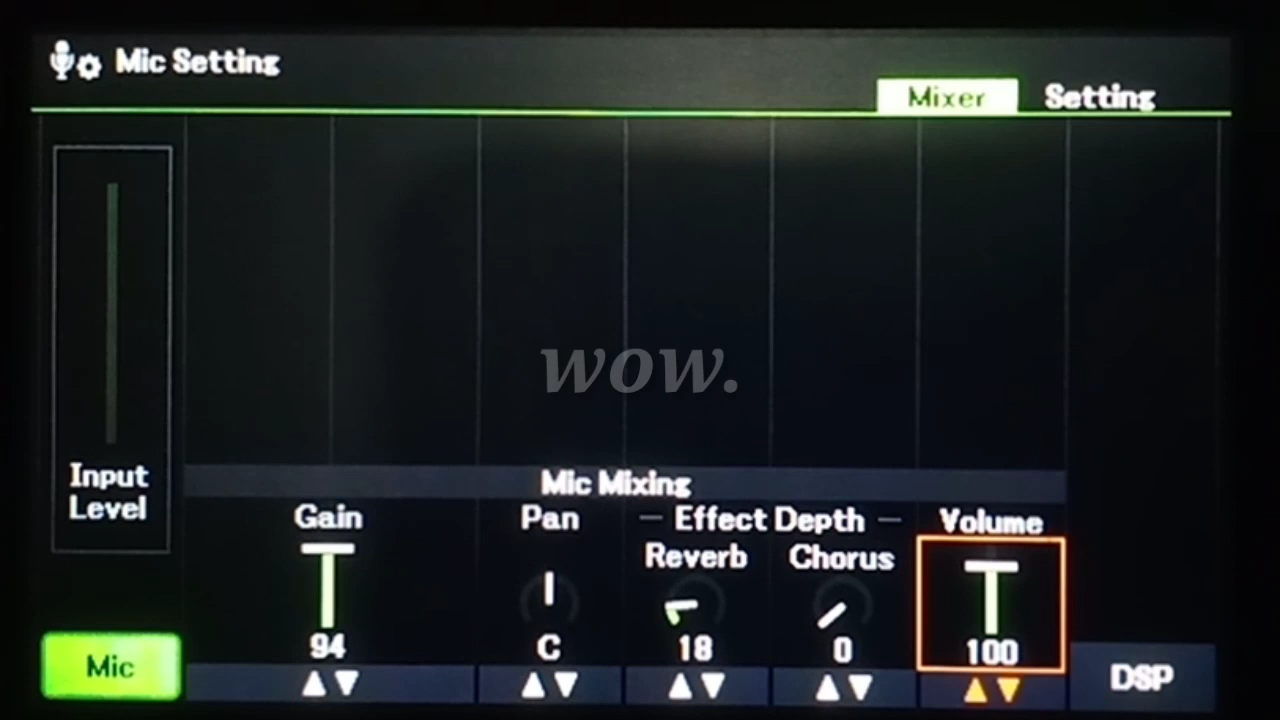 Mic Setting
Mixer Setting
wow.
Input
Level
Mic Mixing
Gain Pan Effect Depth Volume
Reverb Chorus
94 C 18 0 100
Mic DSP